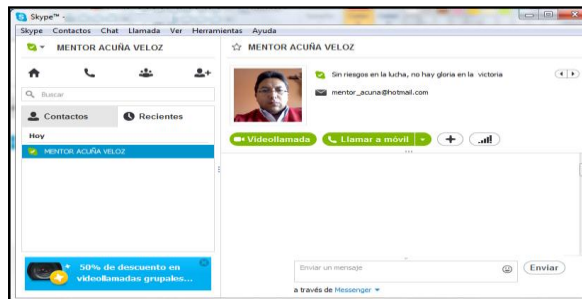 Skype™ -
Skype Contactos Chat Llamada Ver Herramientas Ayuda
MENTOR ACUÑA VELOZ
Buscar
Contactos Recientes
Hoy
MENTOR ACUÑA VELOZ
50% de descuento en
videollamadas grupales...
MENTOR ACUÑA VELOZ
Sin riesgos en la lucha, no hay gloria en la victoria
mentor_acuna@hotmail.com
Videollamada Llamar a móvil
Enviar un mensaje Enviar
a través de Messenger